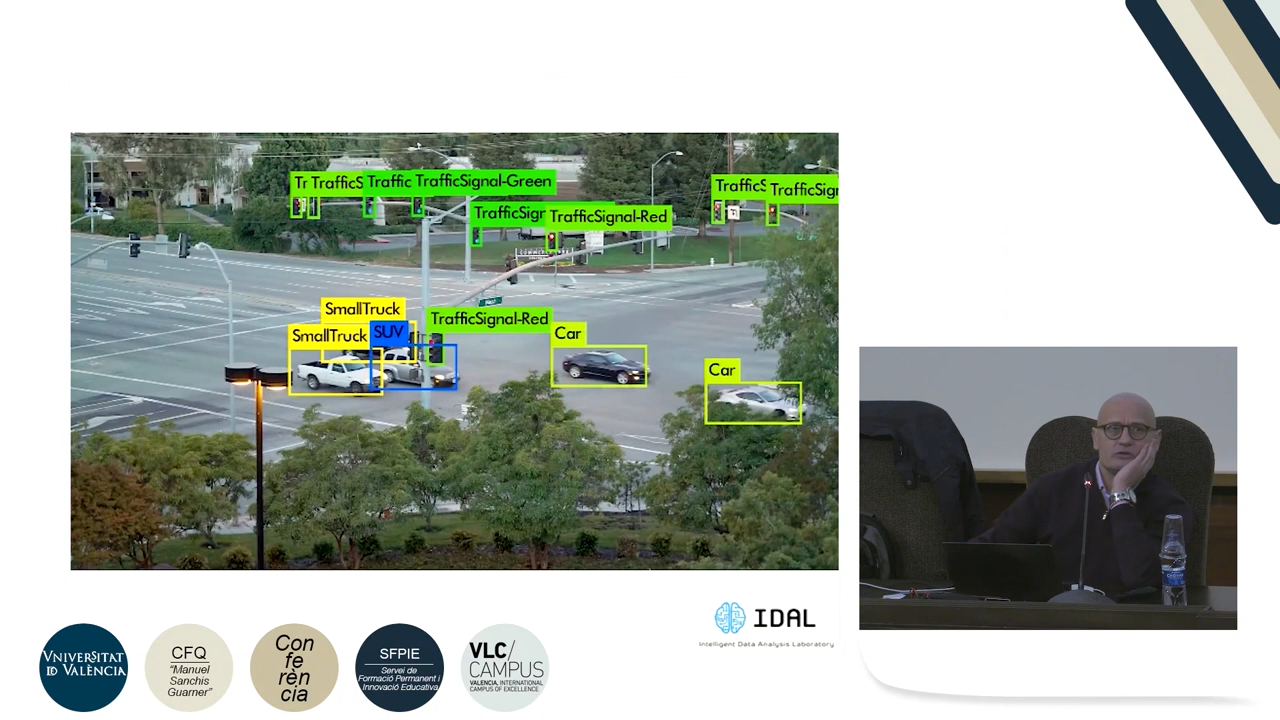 Tr
TrafficS
Traffic
TrafficSignal-Green
TrafficS
TrafficSign
TrafficSigr
TrafficSignal-Red
SmallTruck
SmallTruck
SUV
TrafficSignal-Red
Car
Car
IDAL
Intelligent Data Analysis Laboratory
VNIVERSITAT
DE VALÈNCIA
CFQ
“Manuel
Sanchis
Guarner”
Con
fe
rèn
cia
SFPIE
Servei de
Formació Permanent i
Innovació Educativa
VLC/
CAMPUS
VALENCIA, INTERNATIONAL
CAMPUS OF EXCELLENCE